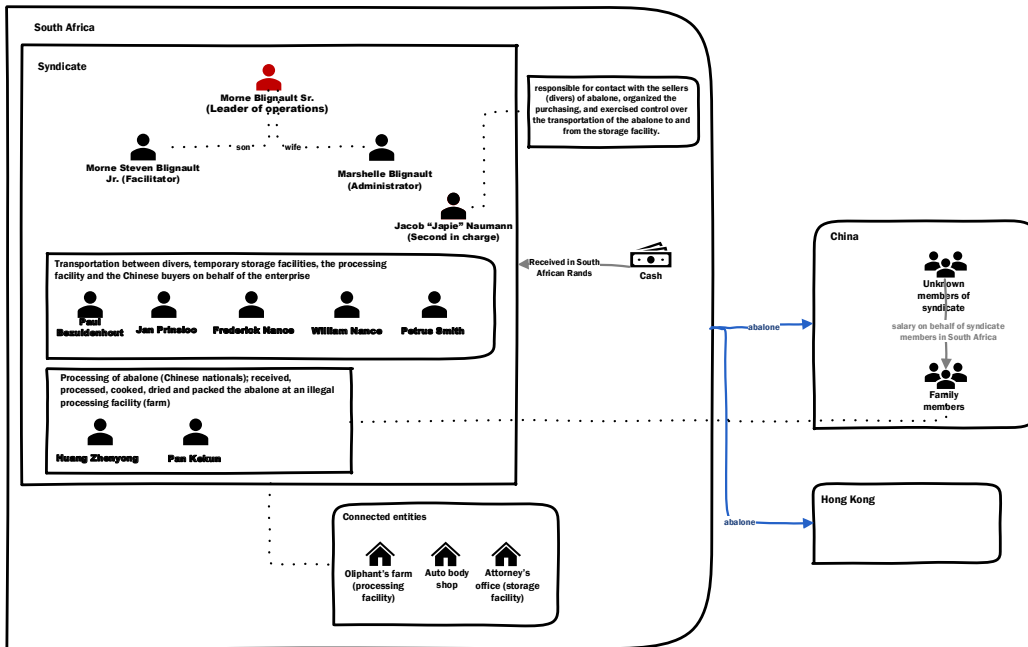 South Africa
Syndicate
Morne Blignault Sr.
(Leader of operations)
son
wife
Morne Steven Blignault
Jr. (Facilitator)
Marshelle Blignault
(Administrator)
Jacob “Japie” Naumann
(Second in charge)
responsible for contact with the sellers
(divers) of abalone, organized the
purchasing, and exercised control over
the transportation of the abalone to and
from the storage facility.
Transportation between divers, temporary storage facilities, the processing
facility and the Chinese buyers on behalf of the enterprise
Paul
Bezuidenhout
Jan Prinsloo
Frederick Nance
William Nance
Petrus Smith
Received in South
African Rands
Cash
Processing of abalone (Chinese nationals); received,
processed, cooked, dried and packed the abalone at an illegal
processing facility (farm)
Huang Zhenyong
Pan Kekun
Connected entities
Oliphant’s farm
(processing
facility)
Auto body
shop
Attorney’s
office (storage
facility)
abalone
abalone
China
Unknown
members of
syndicate
salary on behalf of syndicate
members in South Africa
Family
members
Hong Kong